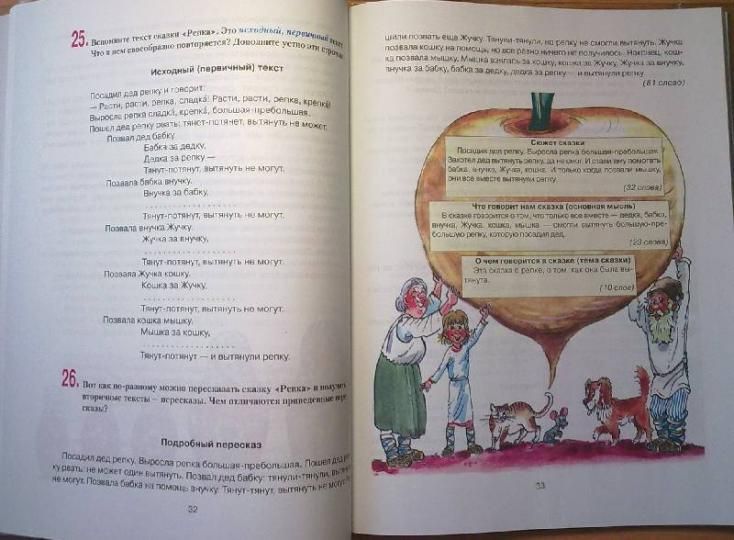 25. Вспомните текст сказки «Репка». Это исходный, первичный текст.
Что в нем своеобразно повторяется? Дополните устно эти строчки
Исходный (первичный) текст
Посадил дед репку и говорит:
— Расти, расти, репка, сладка́! Расти, расти, репка, крепка́!
Выросла репка сладка́, крепка́, большая-пребольшая.
Пошел дед репку рвать: тянет-потянет, вытянуть не может.
Позвал дед бабку.
Бабка за дедку,
Дедка за репку —
Тянут-потянут, вытянуть не могут.
Позвала бабка внучку.
Внучка за бабку,
. . . . . . . . . . . . . . . .
Тянут-потянут, вытянуть не могут.
Позвала внучка Жучку.
Жучка за внучку,
. . . . . . . . . . . . . . . .
Тянут-потянут, вытянуть не могут.
Позвала Жучка кошку.
Кошка за Жучку,
. . . . . . . . . . . . . . . .
Тянут-потянут, вытянуть не могут.
Позвала кошка мышку.
Мышка за кошку,
. . . . . . . . . . . . . . . .
Тянут-потянут — и вытянули репку.
26. Вот как по-разному можно пересказать сказку «Репка» и получить
вторичные тексты — пересказы. Чем отличаются приведенные пере-
сказы?
Подробный пересказ
Посадил дед репку. Выросла репка большая-пребольшая. Пошел дед реп-
ку рвать: не может один вытянуть. Позвал дед бабку: тянули-тянули, вытянуть
не могут. Позвала бабка на помощь внучку. Тянут-тянут, вытянуть не могут. Ре-
32
шили позвать еще Жучку. Тянули-тянули, но репку не смогли вытянуть. Жучка
позвала кошку на помощь, но все равно ничего не получилось. Наконец, кош-
ка позвала мышку. Мышка взялась за кошку, кошка за Жучку, Жучка за внучку,
внучка за бабку, бабка за дедку, дедка за репку — и вытянули репку.
(81 слово)
Сюжет сказки
Посадил дед репку. Выросла репка большая-пребольшая.
Захотел дед вытянуть репку, да не смог. И стали ему помогать
бабка, внучка, Жучка, кошка. И только когда позвали мышку,
они все вместе вытянули репку.
(32 слова)
Что говорит нам сказка (основная мысль)
В сказке говорится о том, что только все вместе — дедка, бабка,
внучка, Жучка, кошка, мышка — смогли вытянуть большую-пре-
большую репку, которую посадил дед.
(23 слова)
О чем говорится в сказке (тема сказки)
Эта сказка о репке, о том, как она была вы-
тянута.
(10 слов)
33